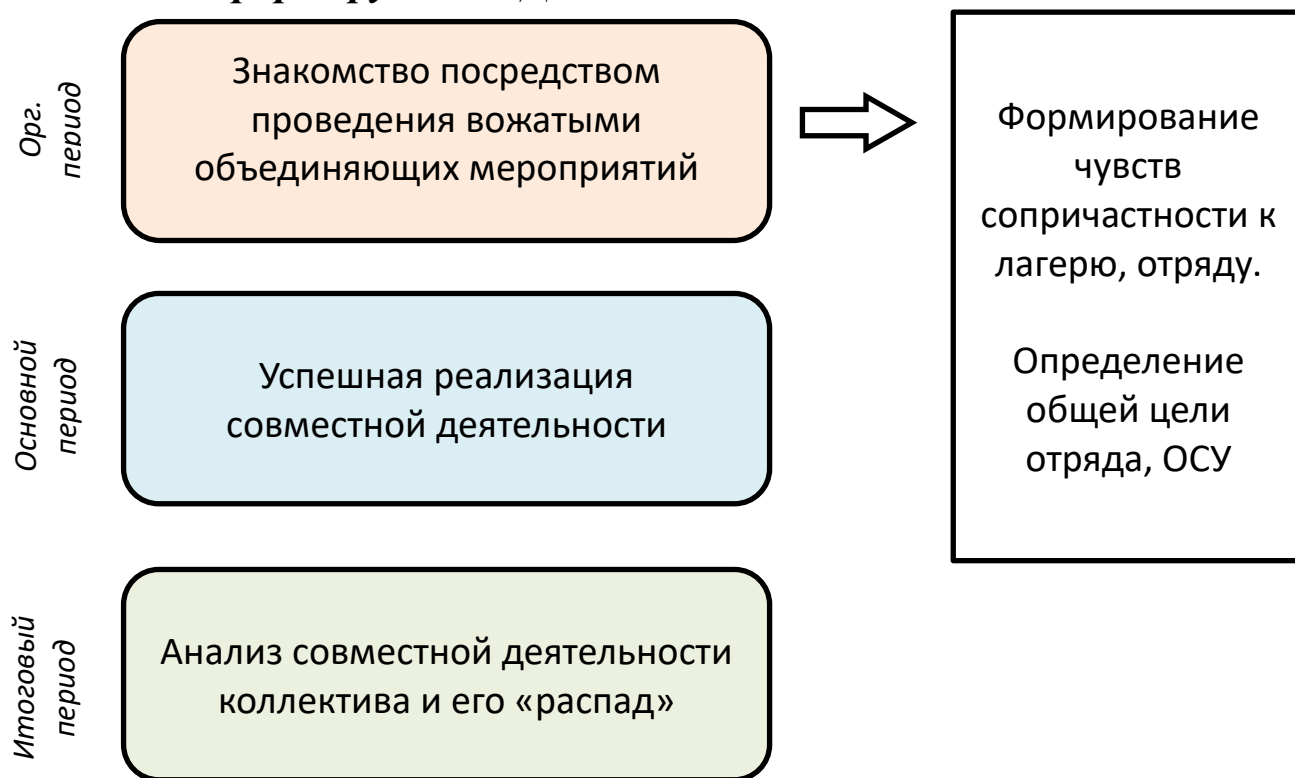 Орг.
период
Знакомство посредством
проведения вожатыми
объединяющих мероприятий
Формирование
чувств
сопричастности к
лагерю, отряду.
Определение
общей цели
отряда, ОСУ
Основной
период
Успешная реализация
совместной деятельности
Итоговый
период
Анализ совместной деятельности
коллектива и его «распад»